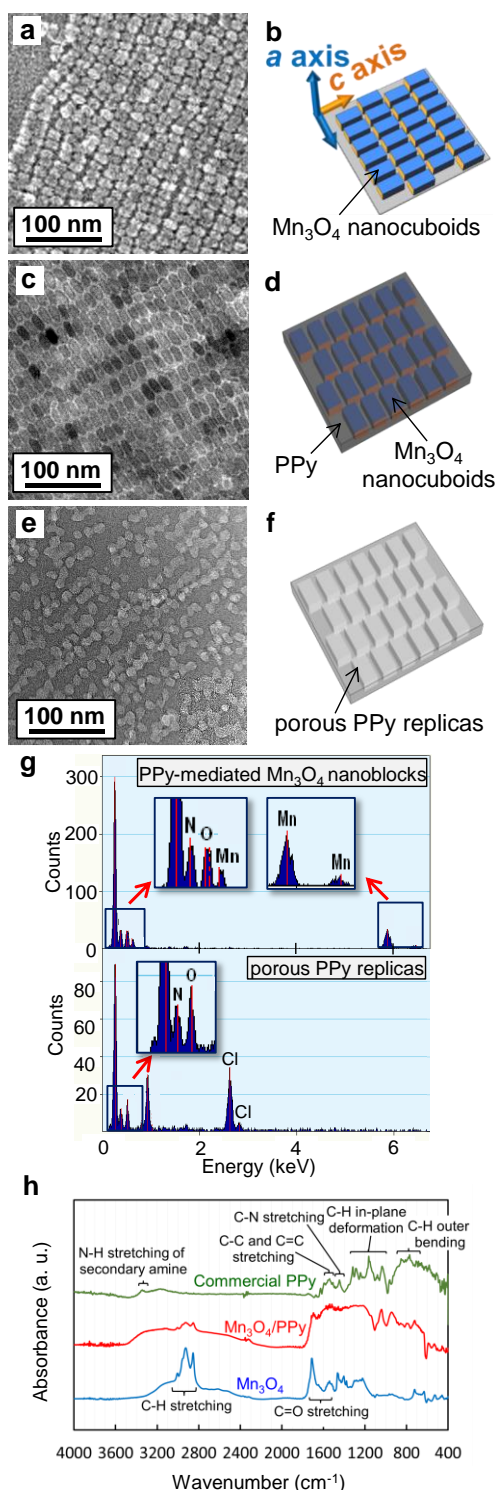 a
100 nm
b
a axis
c axis
Mn₃O₄ nanocuboids
c
100 nm
d
PPy
Mn₃O₄
nanocuboids
e
100 nm
f
porous PPy replicas
g
PPy-mediated Mn₃O₄ nanoblocks
300
200
100
0
Counts
N
O
Mn
Mn
Mn
porous PPy replicas
80
60
40
20
Counts
N
O
Cl
Cl
0
2
4
6
Energy (keV)
h
N-H stretching of
secondary amine
C-N stretching
C-C and C=C
stretching
C-H in-plane
deformation
C-H outer
bending
Commercial PPy
Mn₃O₄/PPy
Mn₃O₄
C-H stretching
C=O stretching
Absorbance (a. u.)
4000 3600 3200 2800 2400 2000 1600 1200 800 400
Wavenumber (cm⁻¹)